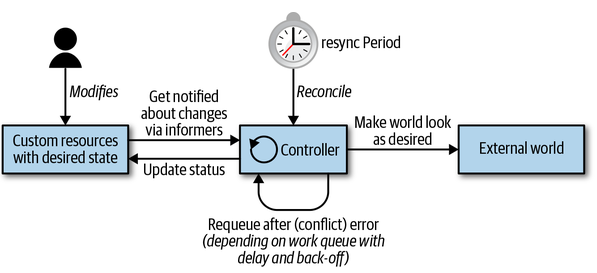 resync Period
Modifies
Reconcile
Get notified
about changes
via informers
Custom resources
with desired state
Update status
Controller
Make world look
as desired
External world
Requeue after (conflict) error
(depending on work queue with
delay and back-off)